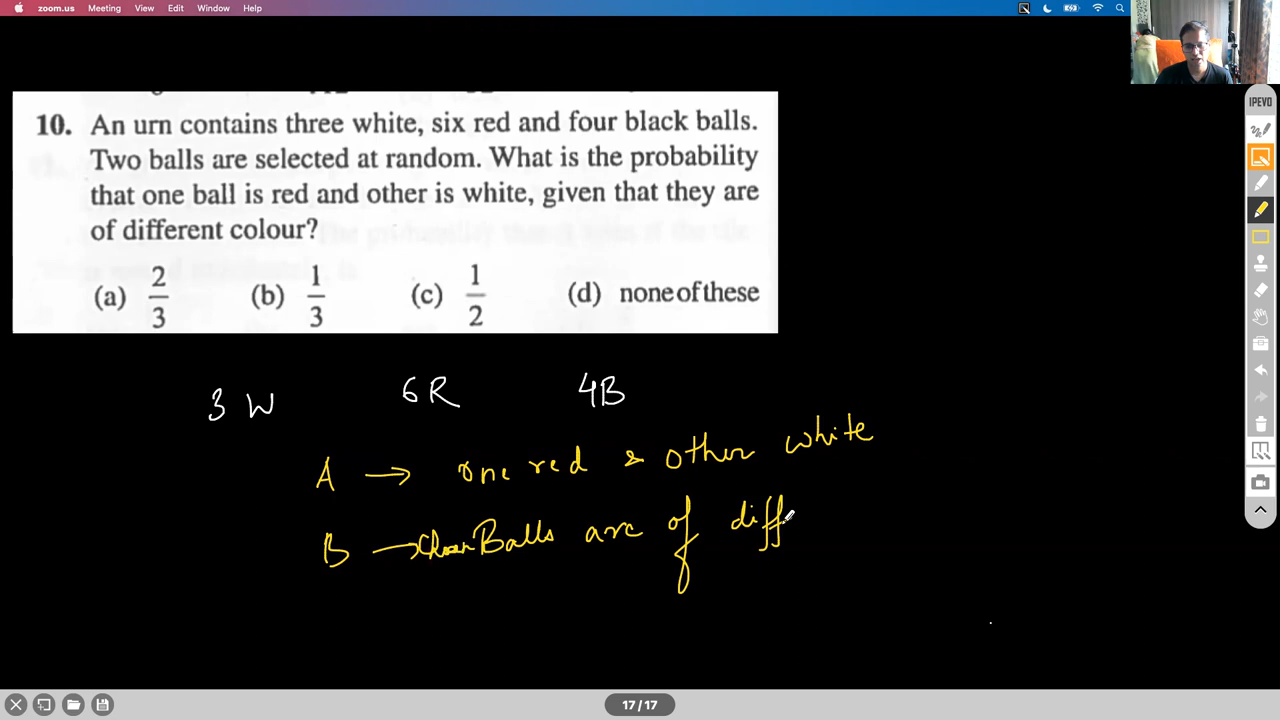 zoom.us Meeting View Edit Window Help
IPEVO
10. An urn contains three white, six red and four black balls.
Two balls are selected at random. What is the probability
that one ball is red and other is white, given that they are
of different colour?
(a) 2/3 (b) 1/3 (c) 1/2 (d) none of these
3 W 6R 4B
A → one red & other white
B → Chosen Balls are of diff
17/17